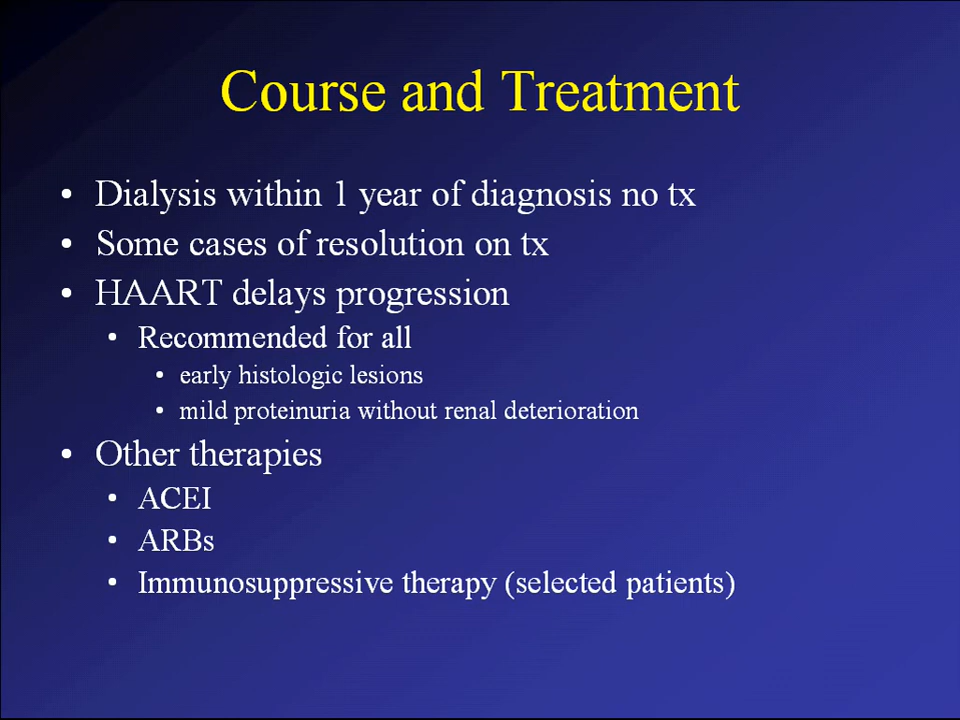 Course and Treatment
• Dialysis within 1 year of diagnosis no tx
• Some cases of resolution on tx
• HAART delays progression
• Recommended for all
• early histologic lesions
• mild proteinuria without renal deterioration
• Other therapies
• ACEI
• ARBs
• Immunosuppressive therapy (selected patients)